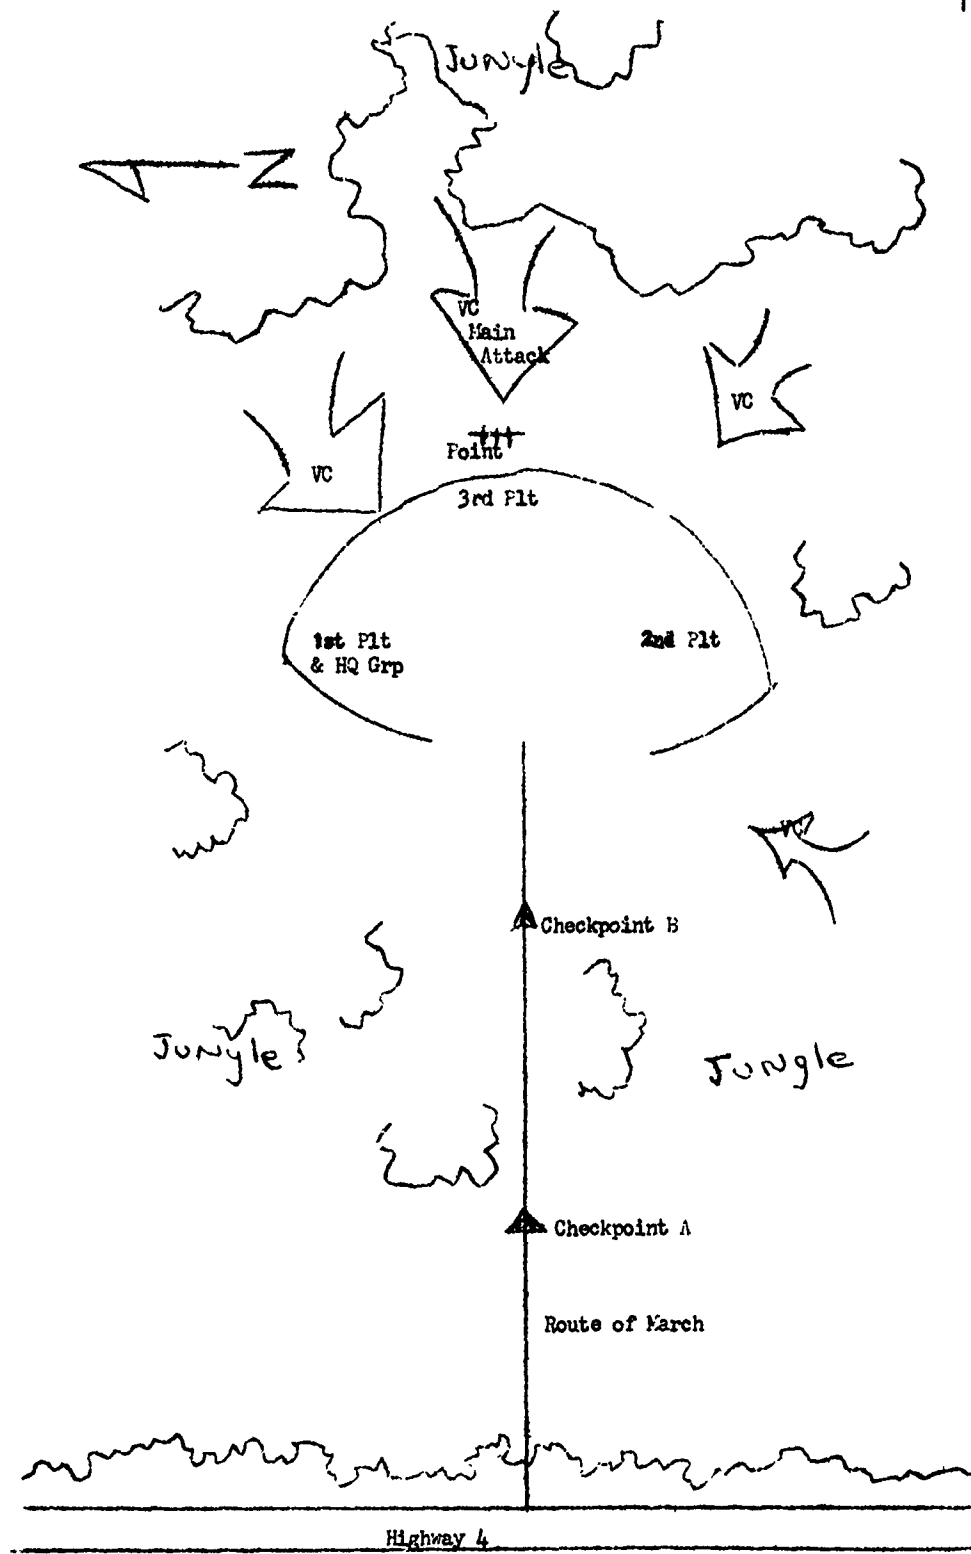 Jungle
N
VC
Main
Attack
VC
Point
VC
3rd Plt
1st Plt
& HQ Grp
2nd Plt
VC
Checkpoint B
Jungle
Jungle
Checkpoint A
Route of March
Highway 4